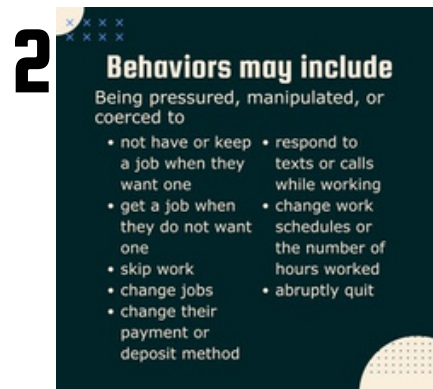 2
Behaviors may include
Being pressured, manipulated, or
coerced to
• not have or keep
a job when they
want one
• get a job when
they do not want
one
• skip work
• change jobs
• change their
payment or
deposit method
• respond to
texts or calls
while working
• change work
schedules or
the number of
hours worked
• abruptly quit